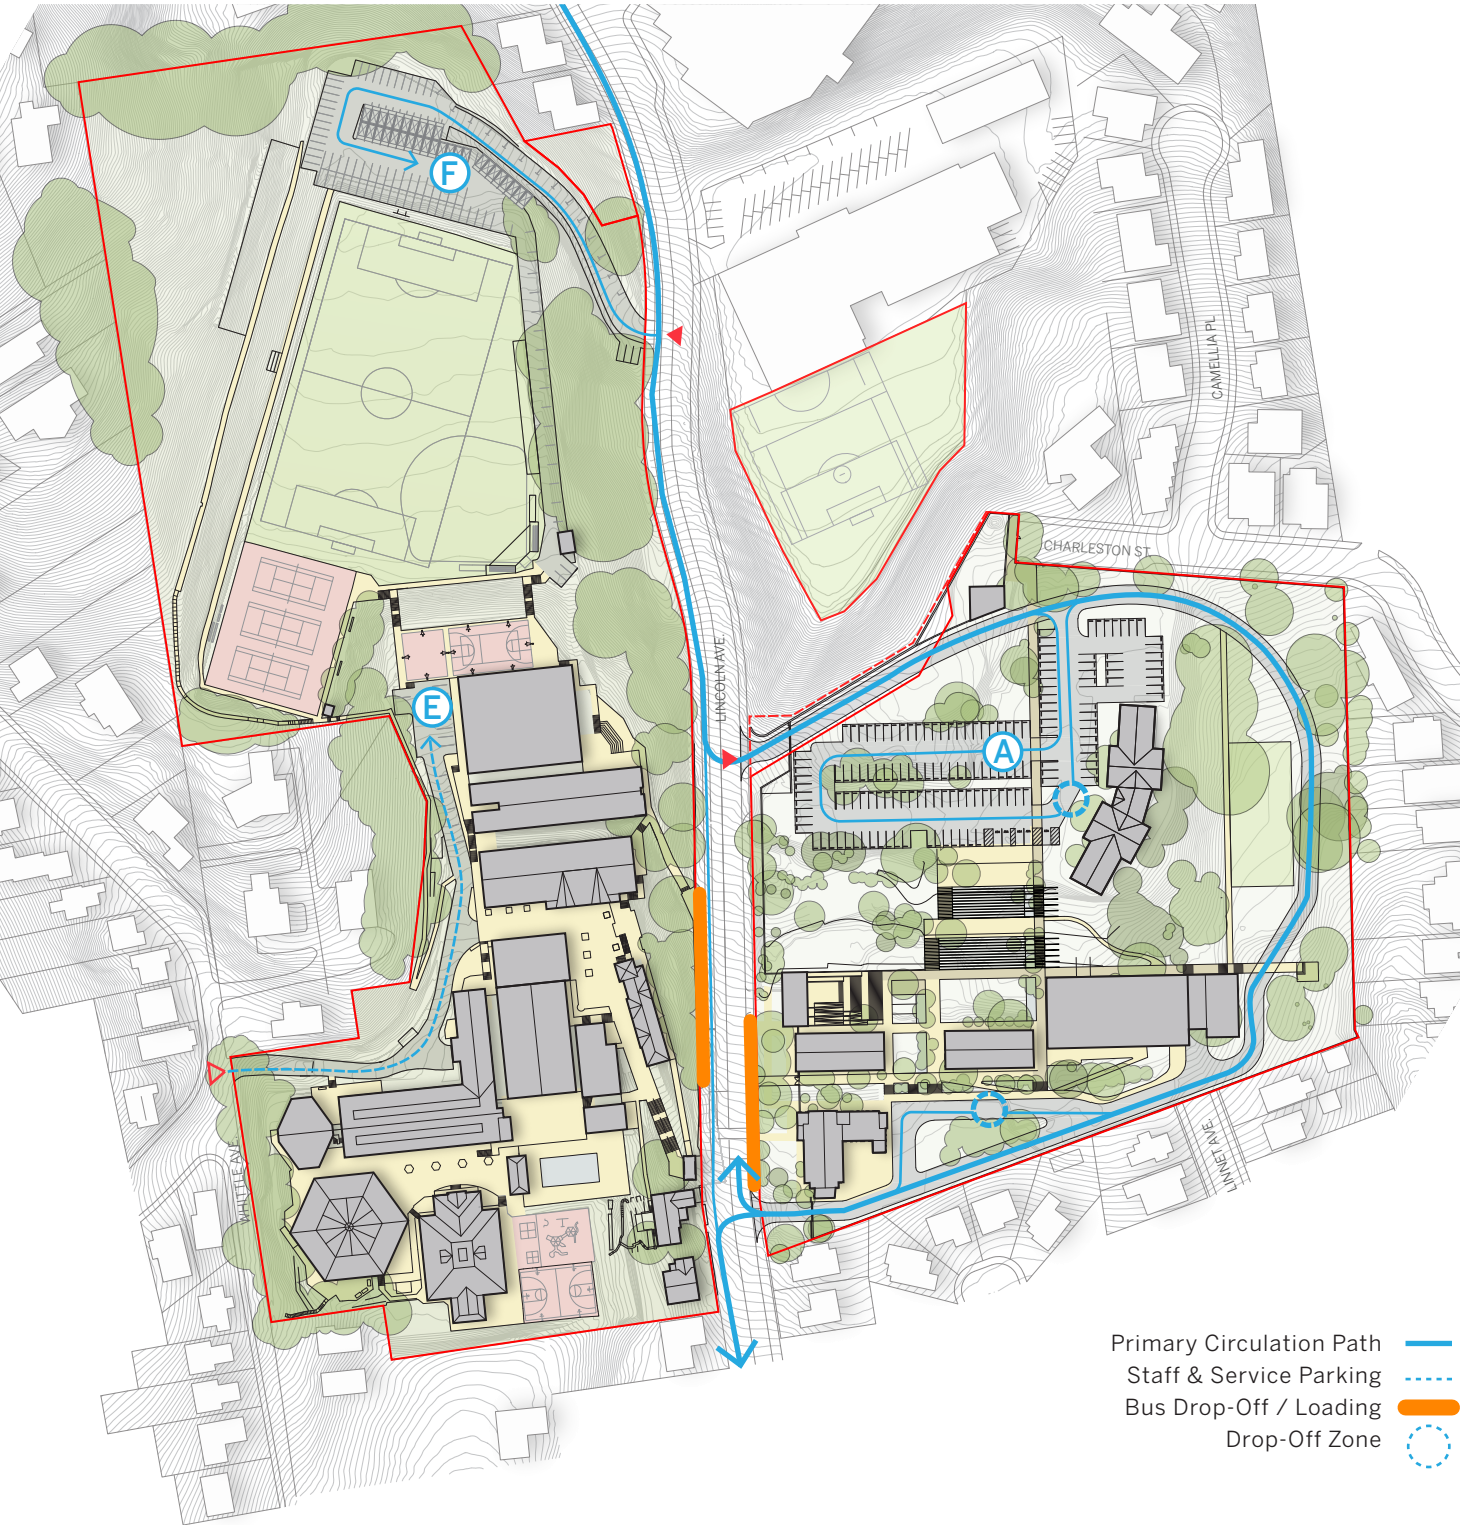 F
CAMELLIA PL
CHARLESTON ST.
LINCOLN AVE.
E
A
WHITTLE AVE
LINNET AVE
Primary Circulation Path
Staff & Service Parking
Bus Drop-Off / Loading
Drop-Off Zone